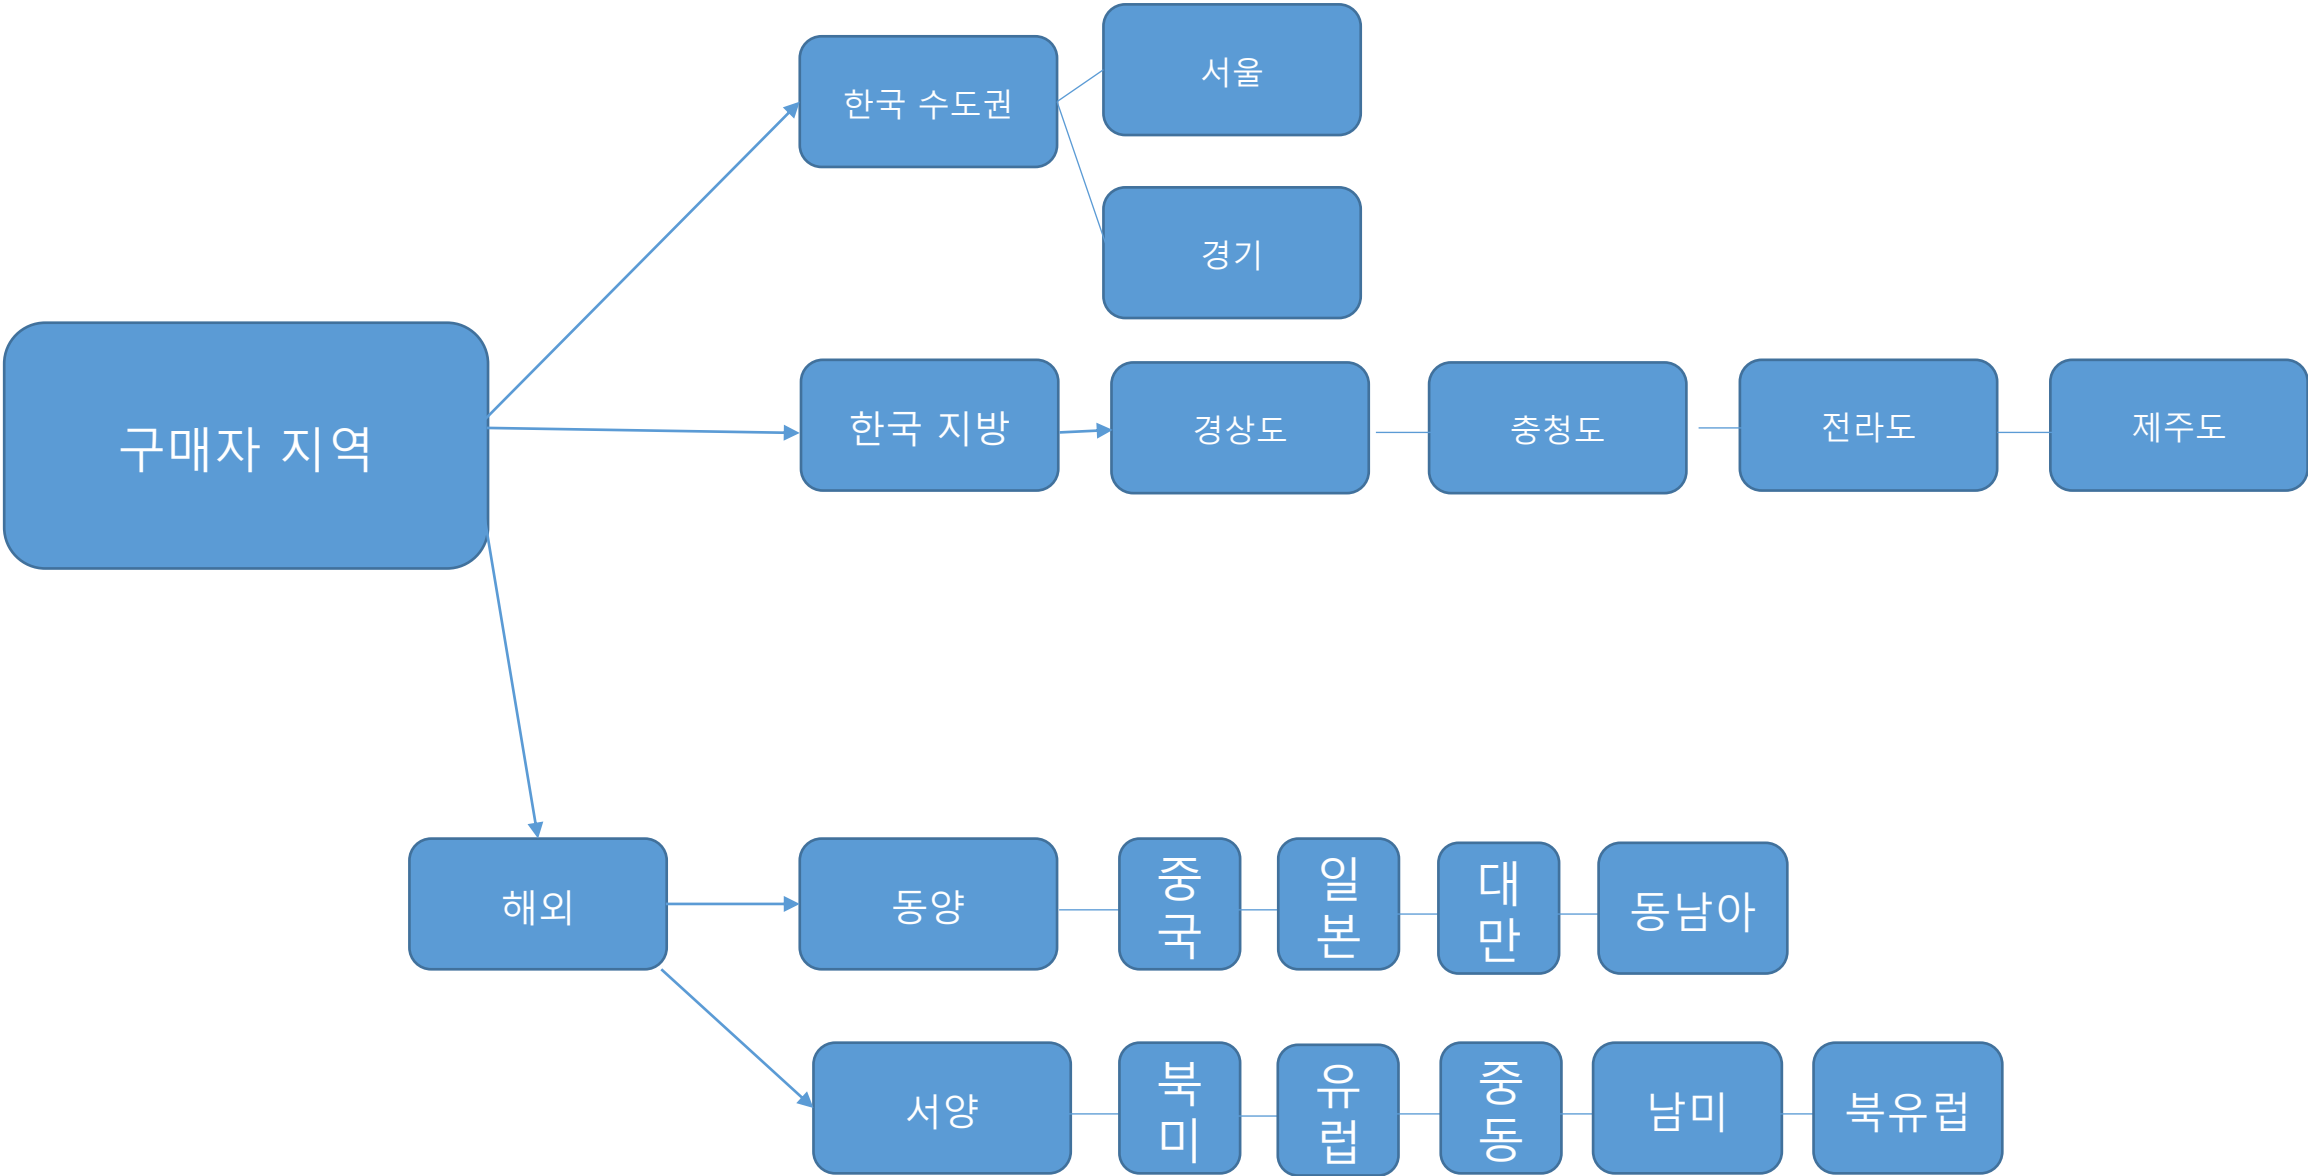 서울
한국 수도권
경기
구매자 지역
한국 지방
경상도
충청도
전라도
제주도
해외
동양
중
국
일
본
대
만
동남아
서양
북
미
유
럽
중
동
남미
북유럽